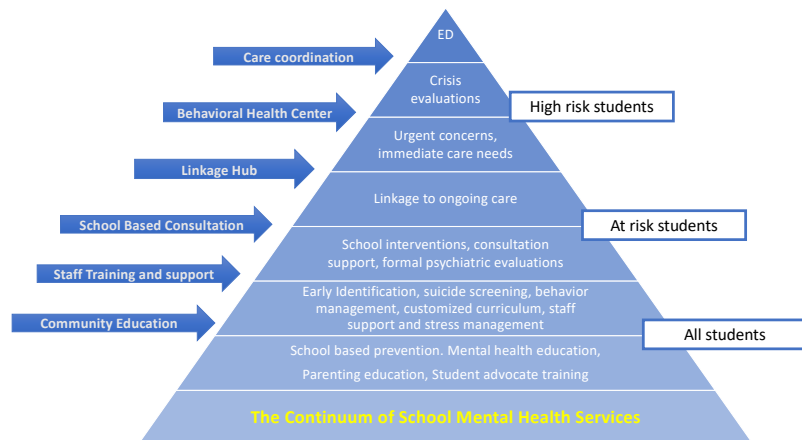 ED
Care coordination
Crisis
evaluations
High risk students
Behavioral Health Center
Urgent concerns,
immediate care needs
Linkage Hub
Linkage to ongoing care
School Based Consultation
At risk students
School interventions, consultation
support, formal psychiatric evaluations
Staff Training and support
Early Identification, suicide screening, behavior
management, customized curriculum, staff
support and stress management
Community Education
All students
School based prevention. Mental health education,
Parenting education, Student advocate training
The Continuum of School Mental Health Services